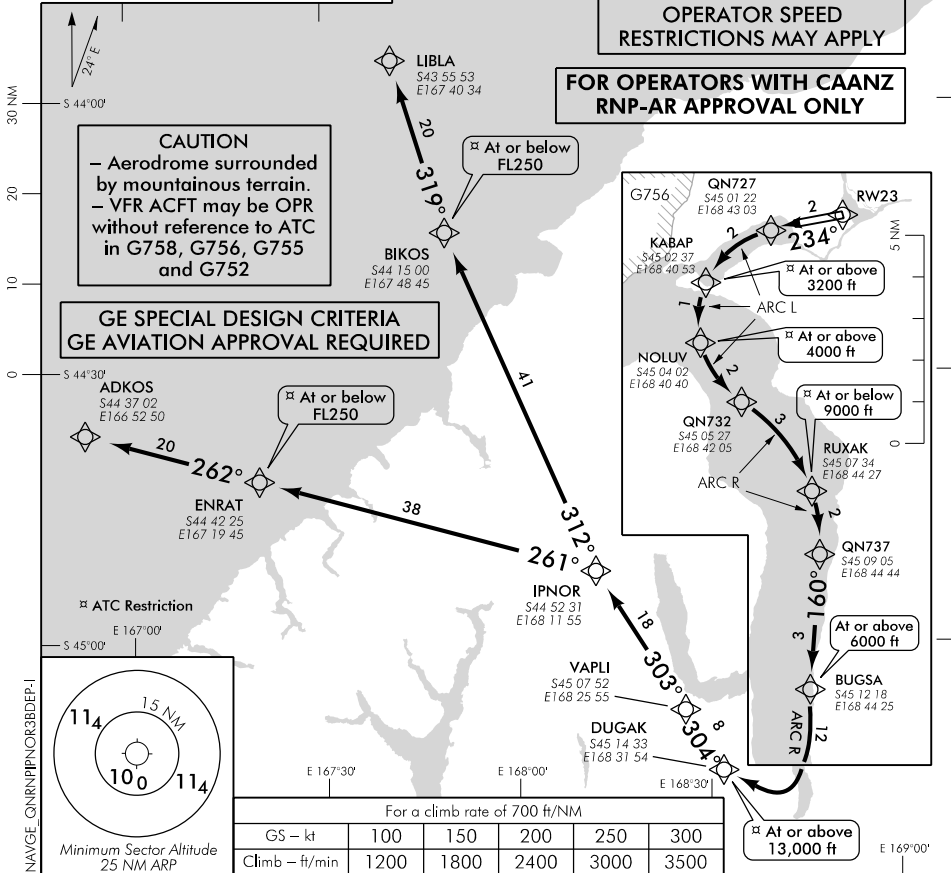 OPERATOR SPEED
RESTRICTIONS MAY APPLY
FOR OPERATORS WITH CAANZ
RNP-AR APPROVAL ONLY
24° E
30 NM
20
10
0
S 44°00'
CAUTION
– Aerodrome surrounded
by mountainous terrain.
– VFR ACFT may be OPR
without reference to ATC
in G758, G756, G755
and G752
GE SPECIAL DESIGN CRITERIA
GE AVIATION APPROVAL REQUIRED
S 44°30'
LIBLA
S43 55 53
E167 40 34
20
319°
¤ At or below
FL250
BIKOS
S44 15 00
E167 48 45
41
312°
ADKOS
S44 37 02
E166 52 50
20
262°
¤ At or below
FL250
ENRAT
S44 42 25
E167 19 45
38
261°
IPNOR
S44 52 31
E168 11 55
18
303°
VAPLI
S45 07 52
E168 25 55
8
304°
DUGAK
S45 14 33
E168 31 54
¤ At or above
13,000 ft
G756
QN727
S45 01 22
E168 43 03
RW23
2
234°
2
5 NM
0
KABAP
S45 02 37
E168 40 53
¤ At or above
3200 ft
1
ARC L
¤ At or above
4000 ft
NOLUV
S45 04 02
E168 40 40
2
QN732
S45 05 27
E168 42 05
3
¤ At or below
9000 ft
RUXAK
S45 07 34
E168 44 27
ARC R
2
QN737
S45 09 05
E168 44 44
160°
3
At or above
6000 ft
BUGSA
S45 12 18
E168 44 25
ARC R
12
¤ ATC Restriction
E 167°00'
S 45°00'
E 167°30'
E 168°00'
E 168°30'
E 169°00'
15 NM
11₄
10₀
11₄
Minimum Sector Altitude
25 NM ARP
For a climb rate of 700 ft/NM
GS – kt 100 150 200 250 300
Climb – ft/min 1200 1800 2400 3000 3500
NAVGE_QNRNPIPNOR3BDEP-I